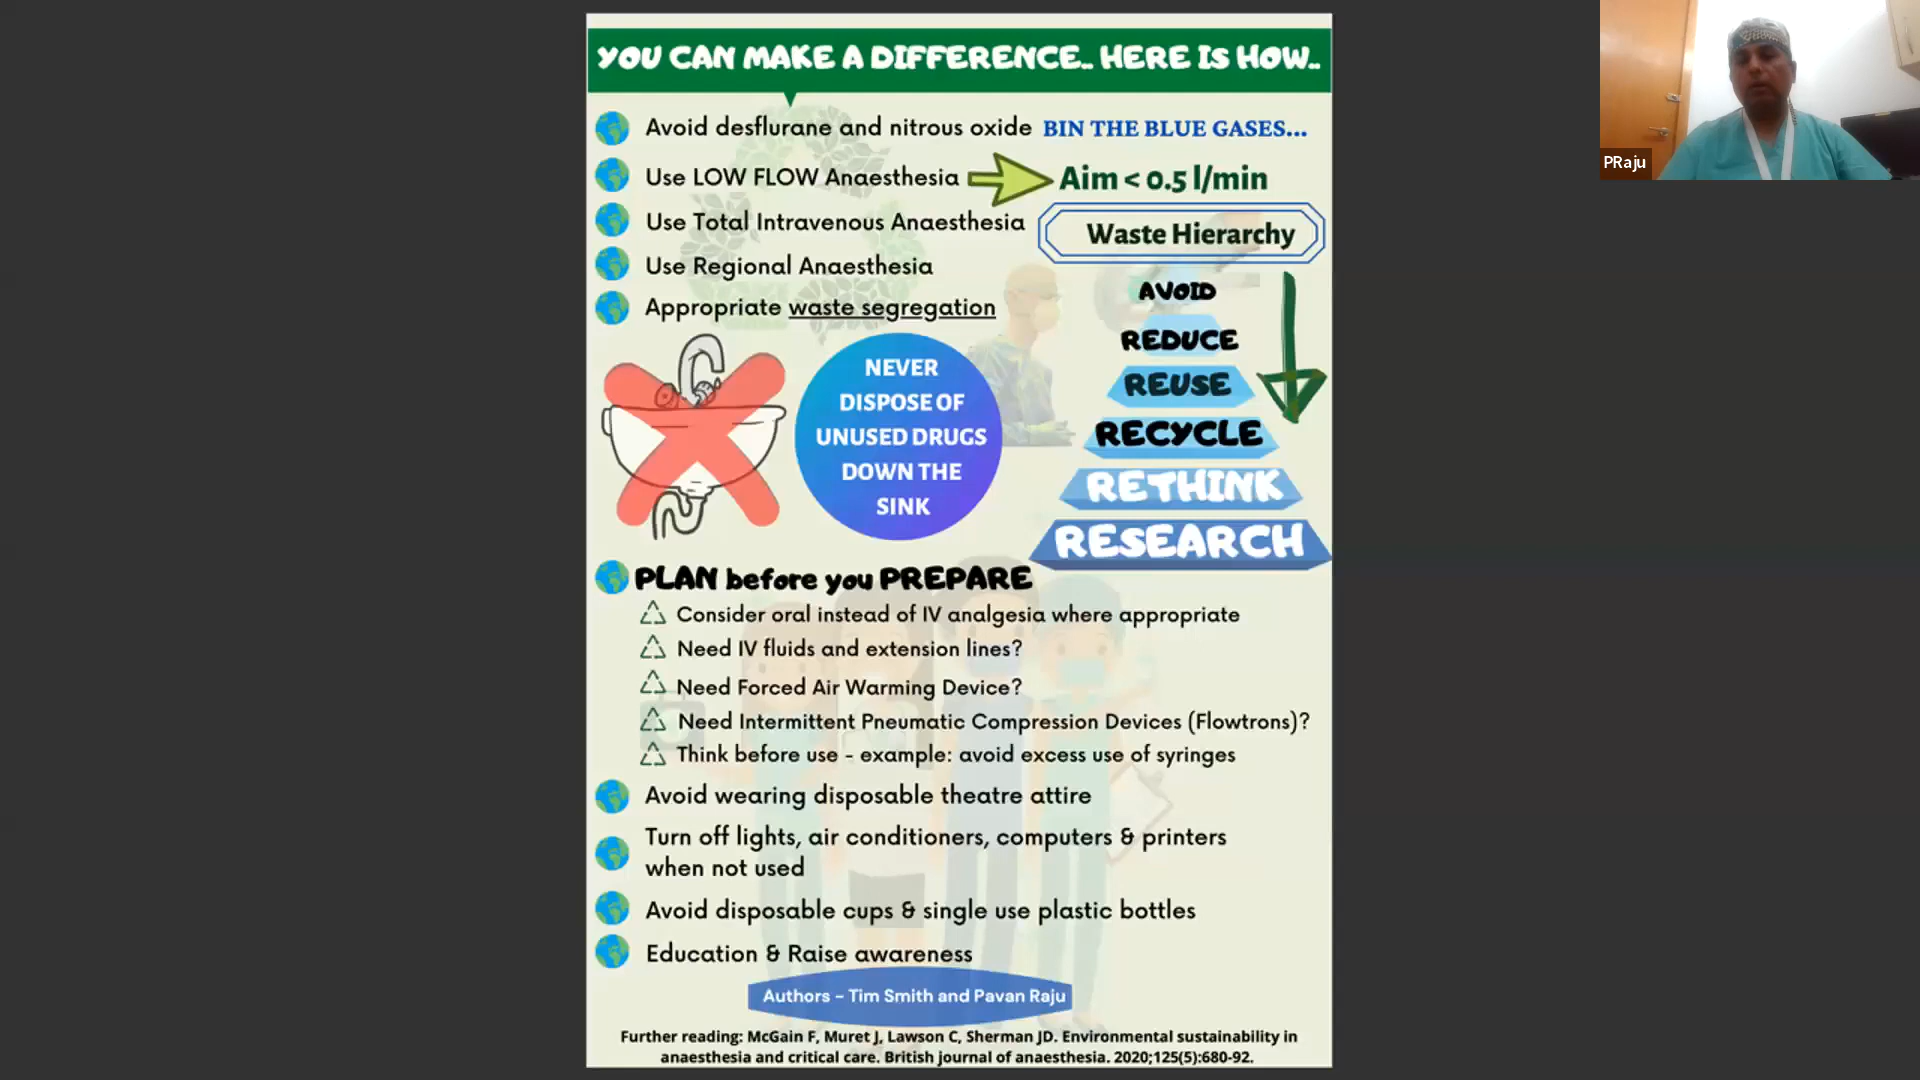 YOU CAN MAKE A DIFFERENCE.. HERE IS HOW..
Avoid desflurane and nitrous oxide BIN THE BLUE GASES...
Use LOW FLOW Anaesthesia Aim < 0.5 l/min
Use Total Intravenous Anaesthesia
Use Regional Anaesthesia
Appropriate waste segregation
Waste Hierarchy
AVOID
REDUCE
REUSE
RECYCLE
RETHINK
RESEARCH
NEVER
DISPOSE OF
UNUSED DRUGS
DOWN THE
SINK
PLAN before you PREPARE
Consider oral instead of IV analgesia where appropriate
Need IV fluids and extension lines?
Need Forced Air Warming Device?
Need Intermittent Pneumatic Compression Devices (Flowtrons)?
Think before use - example: avoid excess use of syringes
Avoid wearing disposable theatre attire
Turn off lights, air conditioners, computers & printers
when not used
Avoid disposable cups & single use plastic bottles
Education & Raise awareness
Authors – Tim Smith and Pavan Raju
Further reading: McGain F, Muret J, Lawson C, Sherman JD. Environmental sustainability in
anaesthesia and critical care. British journal of anaesthesia. 2020;125(5):680-92.
PRaju